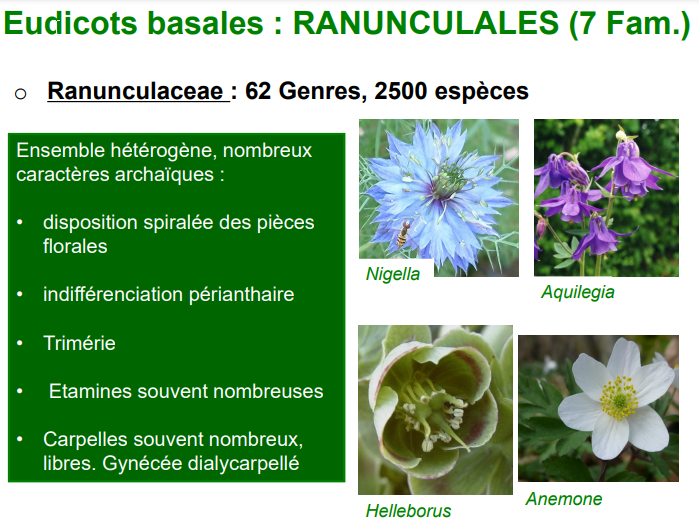 Eudicots basales : RANUNCULALES (7 Fam.)
o Ranunculaceae : 62 Genres, 2500 espèces
Ensemble hétérogène, nombreux
caractères archaïques :
• disposition spiralée des pièces
florales
• indifférenciation périanthaire
• Trimérie
• Etamines souvent nombreuses
• Carpelles souvent nombreux,
libres. Gynécée dialycarpellé
Nigella
Aquilegia
Helleborus
Anemone